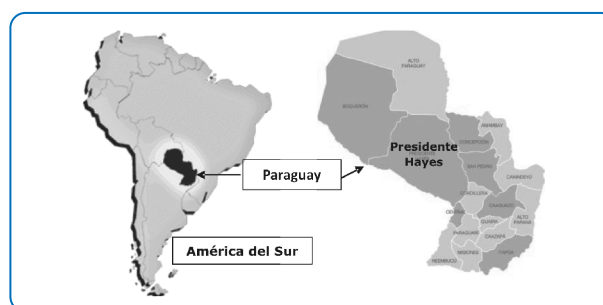 ALTO
PARAGUAY
BOQUERÓN
Presidente
Hayes
AMAMBAY
CONCEPCIÓN
SAN PEDRO
CANINDEYÚ
CORDILLERA
CAAGUAZÚ
CENTRAL
GUAIRÁ
ALTO
PARANÁ
PARAGUARÍ
CAAZAPÁ
MISIONES
ITAPÚA
ÑEEMBUCÚ
Paraguay
América del Sur